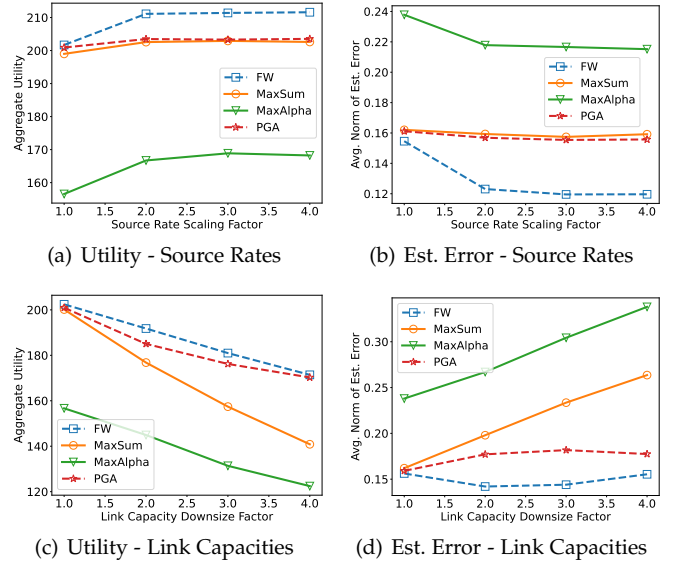 210
200
190
180
170
160
Aggregate Utility
FW
MaxSum
MaxAlpha
PGA
1.0 1.5 2.0 2.5 3.0 3.5 4.0
Source Rate Scaling Factor
(a) Utility - Source Rates
0.24
0.22
0.20
0.18
0.16
0.14
0.12
Avg. Norm of Est. Error
FW
MaxSum
MaxAlpha
PGA
1.0 1.5 2.0 2.5 3.0 3.5 4.0
Source Rate Scaling Factor
(b) Est. Error - Source Rates
200
180
160
140
120
Aggregate Utility
FW
MaxSum
MaxAlpha
PGA
1.0 1.5 2.0 2.5 3.0 3.5 4.0
Link Capacity Downsize Factor
(c) Utility - Link Capacities
0.30
0.25
0.20
0.15
Avg. Norm of Est. Error
FW
MaxSum
MaxAlpha
PGA
1.0 1.5 2.0 2.5 3.0 3.5 4.0
Link Capacity Downsize Factor
(d) Est. Error - Link Capacities